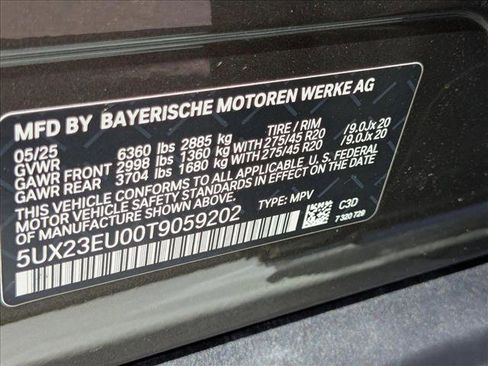 MFD BY BAYERISCHE MOTOREN WERKE AG
05/25 TIRE / RIM
GVWR 6360 lbs 2885 kg
GAWR FRONT 2998 lbs 1360 kg WITH 275/45 R20 /9.0Jx 20
GAWR REAR 3704 lbs 1680 kg WITH 275/45 R20 /9.0Jx 20
THIS VEHICLE CONFORMS TO ALL APPLICABLE U.S. FEDERAL
MOTOR VEHICLE SAFETY STANDARDS IN EFFECT ON THE DATE
OF MANUFACTURE SHOWN ABOVE.
5UX23EU00T9059202 TYPE: MPV C3D
7 320 728